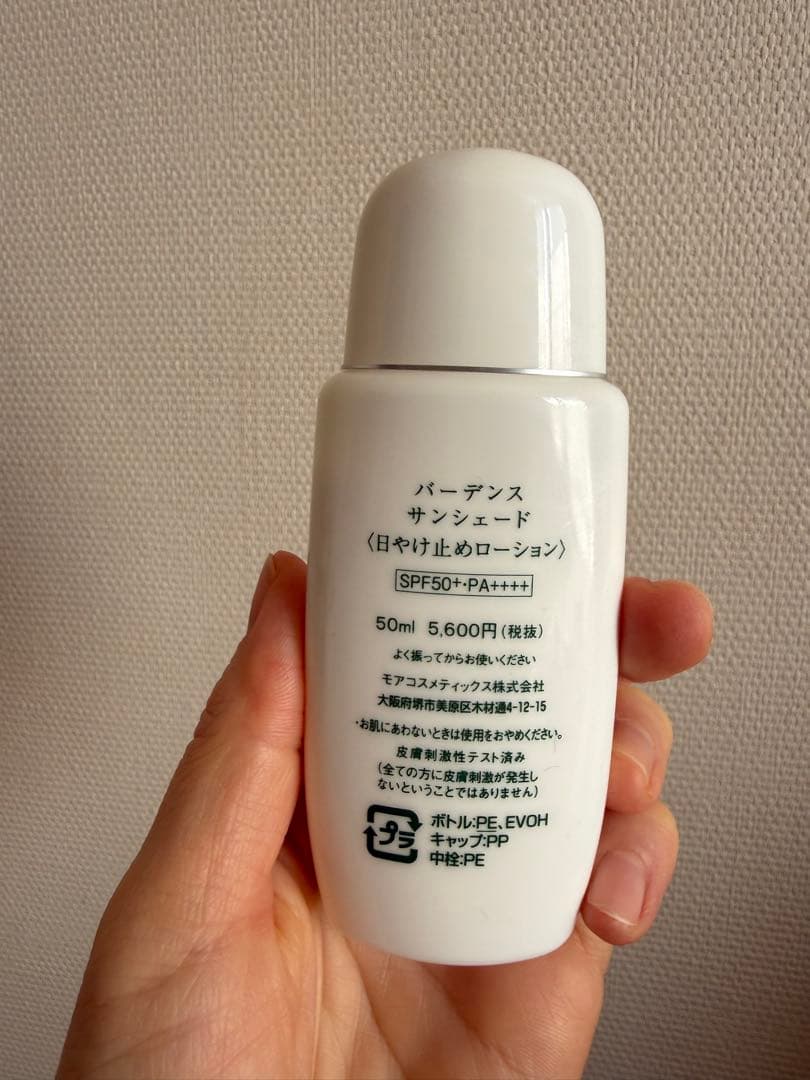 バーデンス
サンシェード
〈日やけ止めローション〉
SPF50+・PA++++
50ml 5,600円(税抜)
よく振ってからお使いください
モアコスメティックス株式会社
大阪府堺市美原区木材通4-12-15
・お肌にあわないときは使用をおやめください。
皮膚刺激性テスト済み
(全ての方に皮膚刺激が発生し
ないということではありません)
プラ
ボトル:PE、EVOH
キャップ:PP
中栓:PE